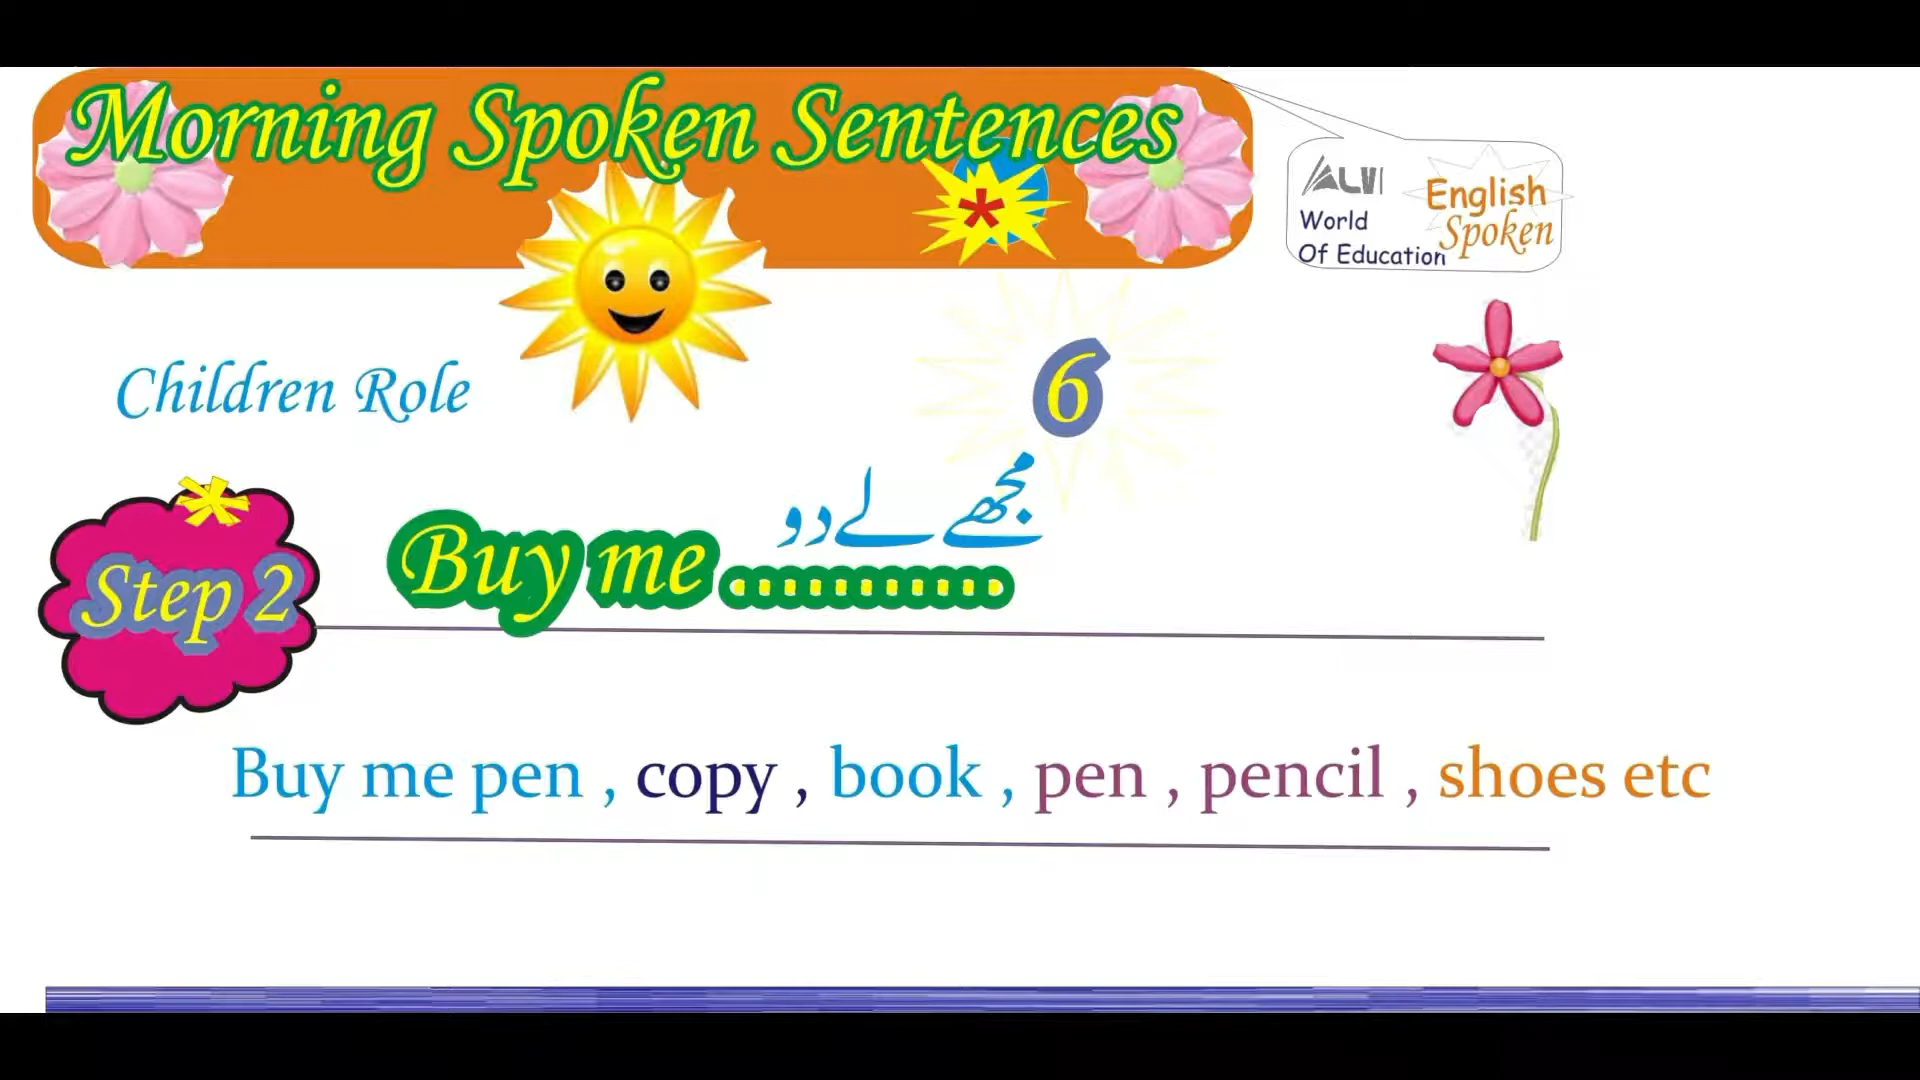 Morning Spoken Sentences
*
ALVI
World
Of Education
English
Spoken
Children Role
6
مجھے لے دو
Step 2
Buy me ..........
Buy me pen , copy , book , pen , pencil , shoes etc